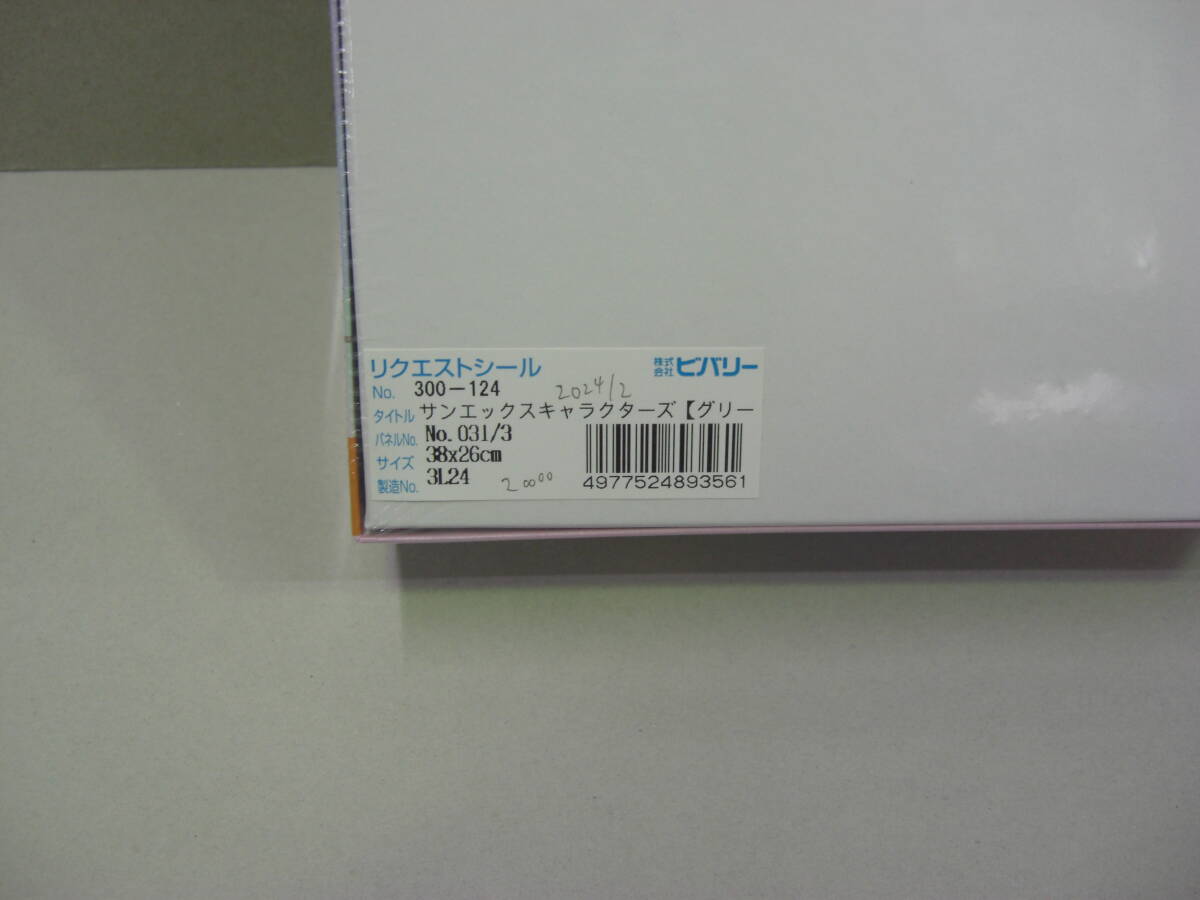 リクエストシール 株式会社 ビバリー
No. 300-124 2024/2
タイトル サンエックスキャラクターズ【グリー
パネルNo. No.031/3
サイズ 38x26cm
製造No. 3L24
4977524893561